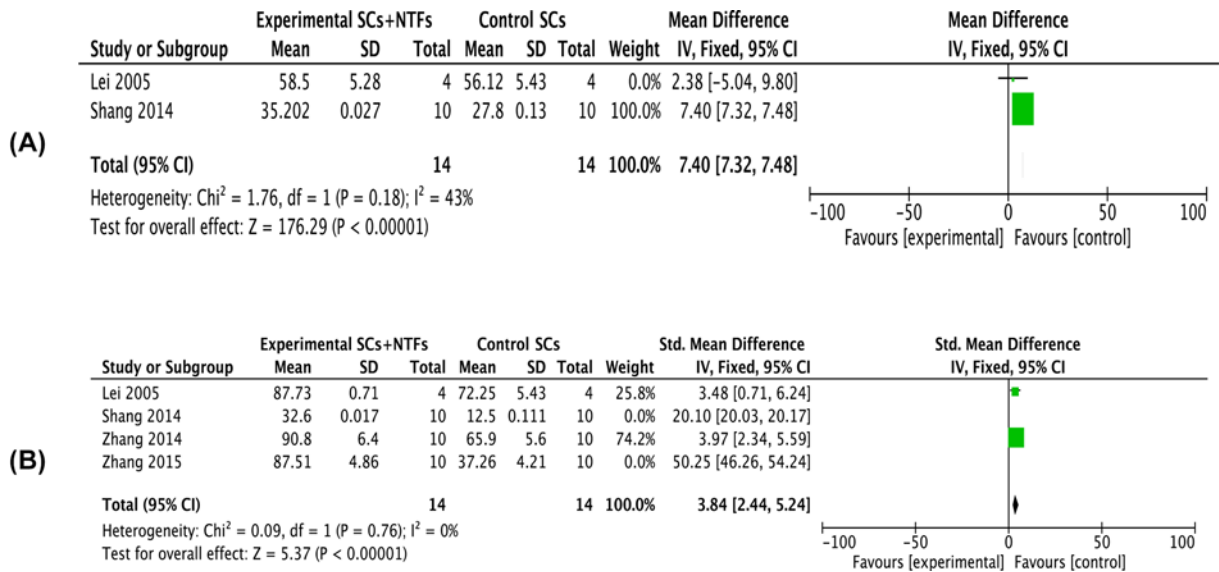 Experimental SCs+NTFs Control SCs Mean Difference Mean Difference
Study or Subgroup Mean SD Total Mean SD Total Weight IV, Fixed, 95% CI IV, Fixed, 95% CI
Lei 2005 58.5 5.28 4 56.12 5.43 4 0.0% 2.38 [−5.04, 9.80]
Shang 2014 35.202 0.027 10 27.8 0.13 10 100.0% 7.40 [7.32, 7.48]
(A)
Total (95% CI) 14 14 100.0% 7.40 [7.32, 7.48]
Heterogeneity: Chi² = 1.76, df = 1 (P = 0.18); I² = 43%
Test for overall effect: Z = 176.29 (P < 0.00001)
−100 −50 0 50 100
Favours [experimental] Favours [control]
Experimental SCs+NTFs Control SCs Std. Mean Difference Std. Mean Difference
Study or Subgroup Mean SD Total Mean SD Total Weight IV, Fixed, 95% CI IV, Fixed, 95% CI
Lei 2005 87.73 0.71 4 72.25 5.43 4 25.8% 3.48 [0.71, 6.24]
Shang 2014 32.6 0.017 10 12.5 0.111 10 0.0% 20.10 [20.03, 20.17]
Zhang 2014 90.8 6.4 10 65.9 5.6 10 74.2% 3.97 [2.34, 5.59]
(B)
Zhang 2015 87.51 4.86 10 37.26 4.21 10 0.0% 50.25 [46.26, 54.24]
Total (95% CI) 14 14 100.0% 3.84 [2.44, 5.24]
Heterogeneity: Chi² = 0.09, df = 1 (P = 0.76); I² = 0%
Test for overall effect: Z = 5.37 (P < 0.00001)
−100 −50 0 50 100
Favours [experimental] Favours [control]